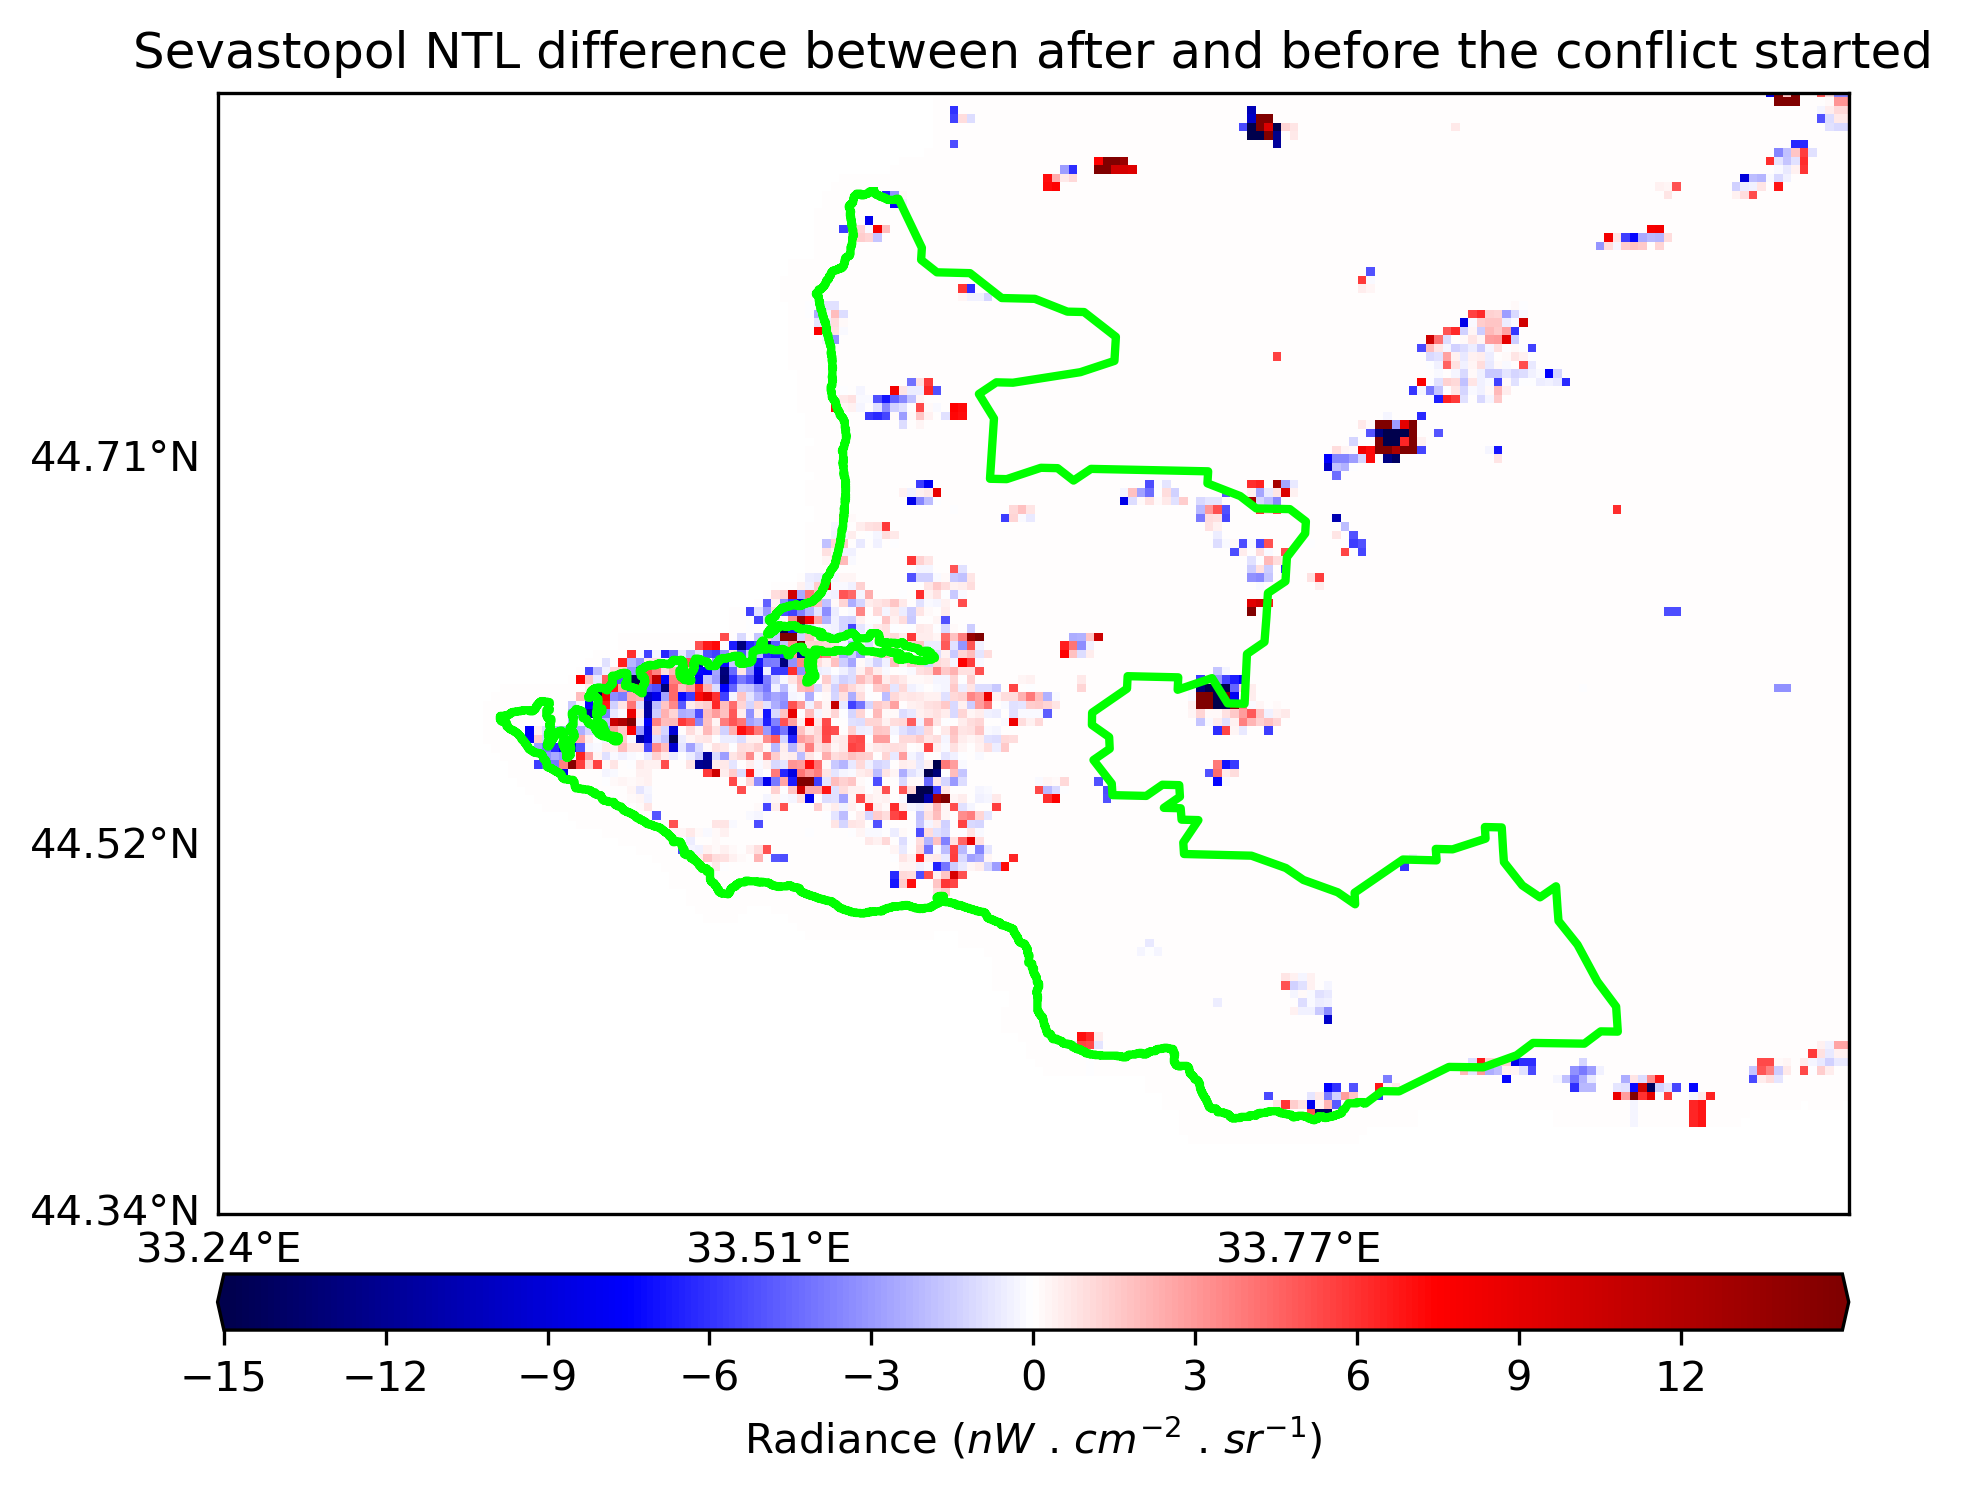 Sevastopol NTL difference between after and before the conflict started
44.71°N
44.52°N
44.34°N
33.24°E 33.51°E 33.77°E
−15 −12 −9 −6 −3 0 3 6 9 12
Radiance (nW . cm⁻² . sr⁻¹)